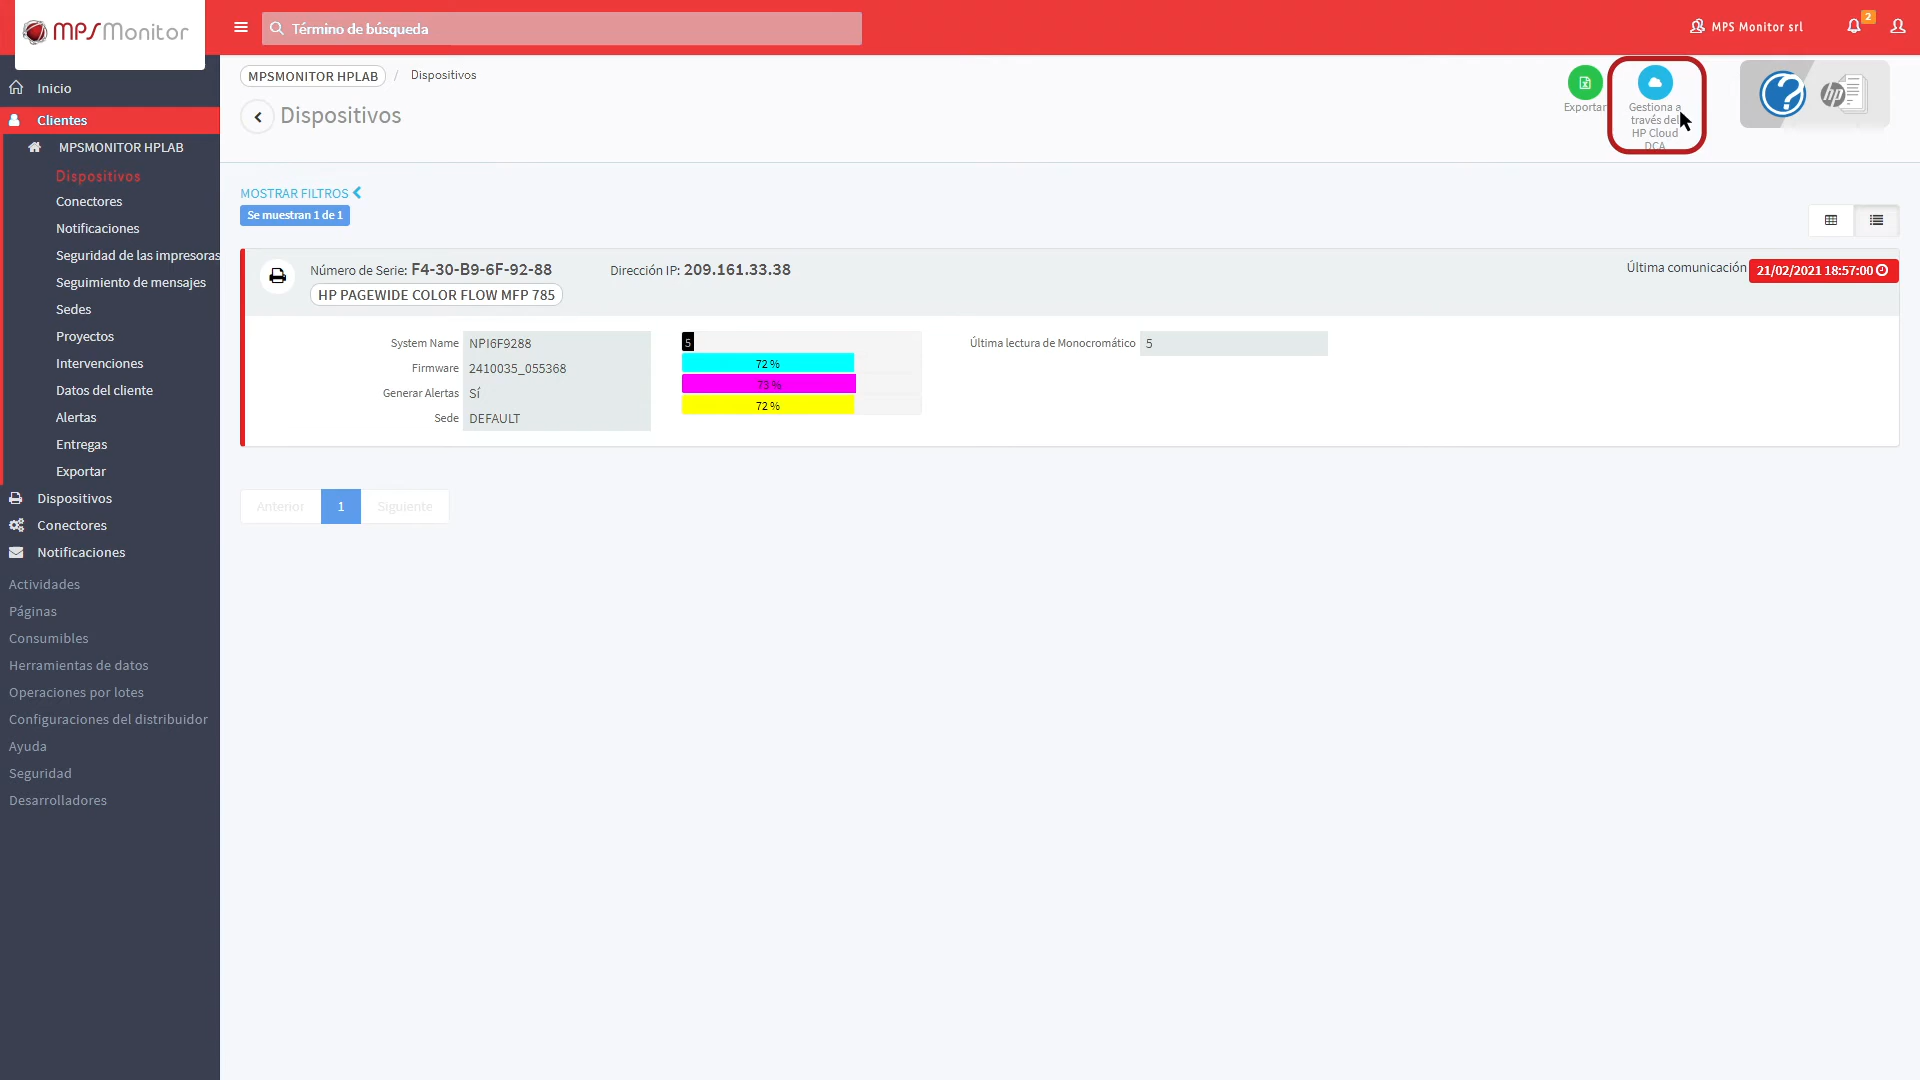 MPSMonitor
Término de búsqueda
MPS Monitor srl
2
Inicio
Clientes
MPSMONITOR HPLAB
Dispositivos
Conectores
Notificaciones
Seguridad de las impresoras
Seguimiento de mensajes
Sedes
Proyectos
Intervenciones
Datos del cliente
Alertas
Entregas
Exportar
Dispositivos
Conectores
Notificaciones
Actividades
Páginas
Consumibles
Herramientas de datos
Operaciones por lotes
Configuraciones del distribuidor
Ayuda
Seguridad
Desarrolladores
MPSMONITOR HPLAB / Dispositivos
Dispositivos
Exportar
Gestiona a
través del
HP Cloud
DCA
?
hp
MOSTRAR FILTROS
Se muestran 1 de 1
Número de Serie: F4-30-B9-6F-92-88
Dirección IP: 209.161.33.38
Última comunicación 21/02/2021 18:57:00
HP PAGEWIDE COLOR FLOW MFP 785
System Name NPI6F9288
Firmware 2410035_055368
Generar Alertas SÍ
Sede DEFAULT
5
72 %
73 %
72 %
Última lectura de Monocromático 5
Anterior 1 Siguiente